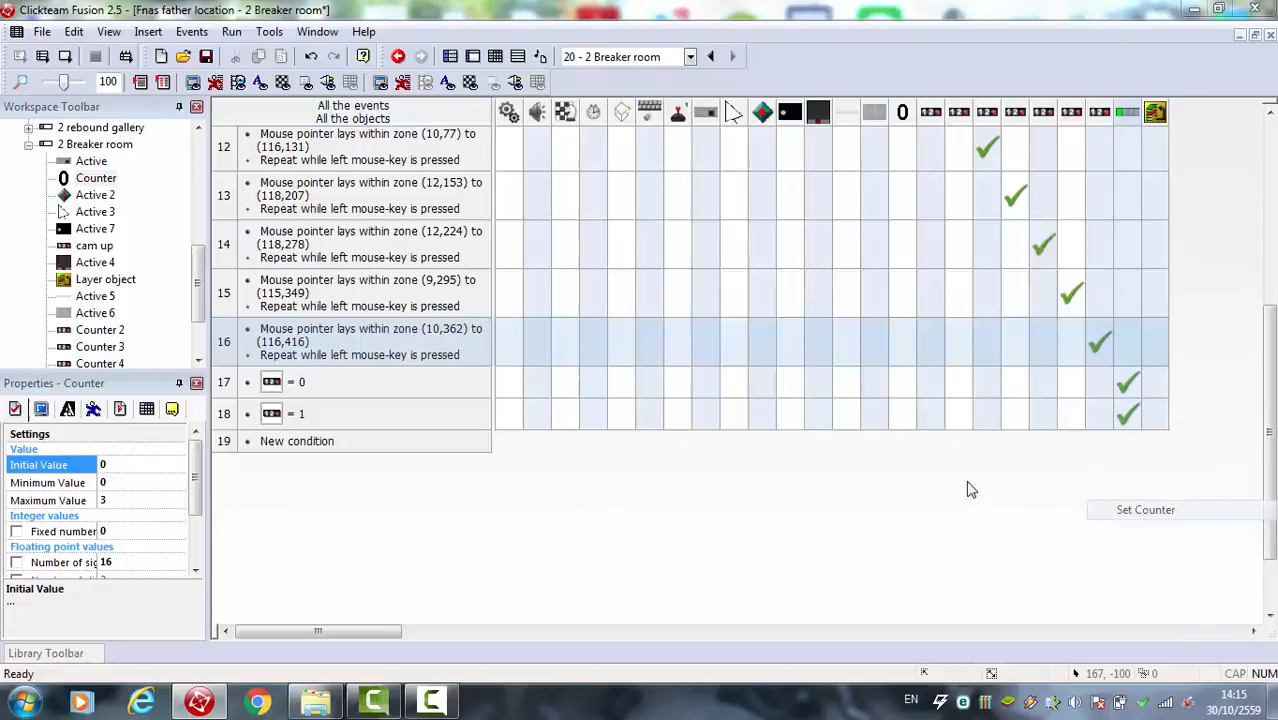 Clickteam Fusion 2.5 - [Fnas father location - 2 Breaker room*]
File Edit View Insert Events Run Tools Window Help
20 - 2 Breaker room
100
Workspace Toolbar
2 rebound gallery
2 Breaker room
Active
Counter
Active 2
Active 3
Active 7
cam up
Active 4
Layer object
Active 5
Active 6
Counter 2
Counter 3
Counter 4
Properties - Counter
Settings
Value
Initial Value 0
Minimum Value 0
Maximum Value 3
Integer values
Fixed number 0
Floating point values
Number of sig 16
Initial Value
...
Library Toolbar
All the events
All the objects
12 Mouse pointer lays within zone (10,77) to
(116,131)
Repeat while left mouse-key is pressed
13 Mouse pointer lays within zone (12,153) to
(118,207)
Repeat while left mouse-key is pressed
14 Mouse pointer lays within zone (12,224) to
(118,278)
Repeat while left mouse-key is pressed
15 Mouse pointer lays within zone (9,295) to
(115,349)
Repeat while left mouse-key is pressed
16 Mouse pointer lays within zone (10,362) to
(116,416)
Repeat while left mouse-key is pressed
17 = 0
18 = 1
19 New condition
Set Counter
Ready
167, -100
0
CAP NUM
EN
14:15
30/10/2559